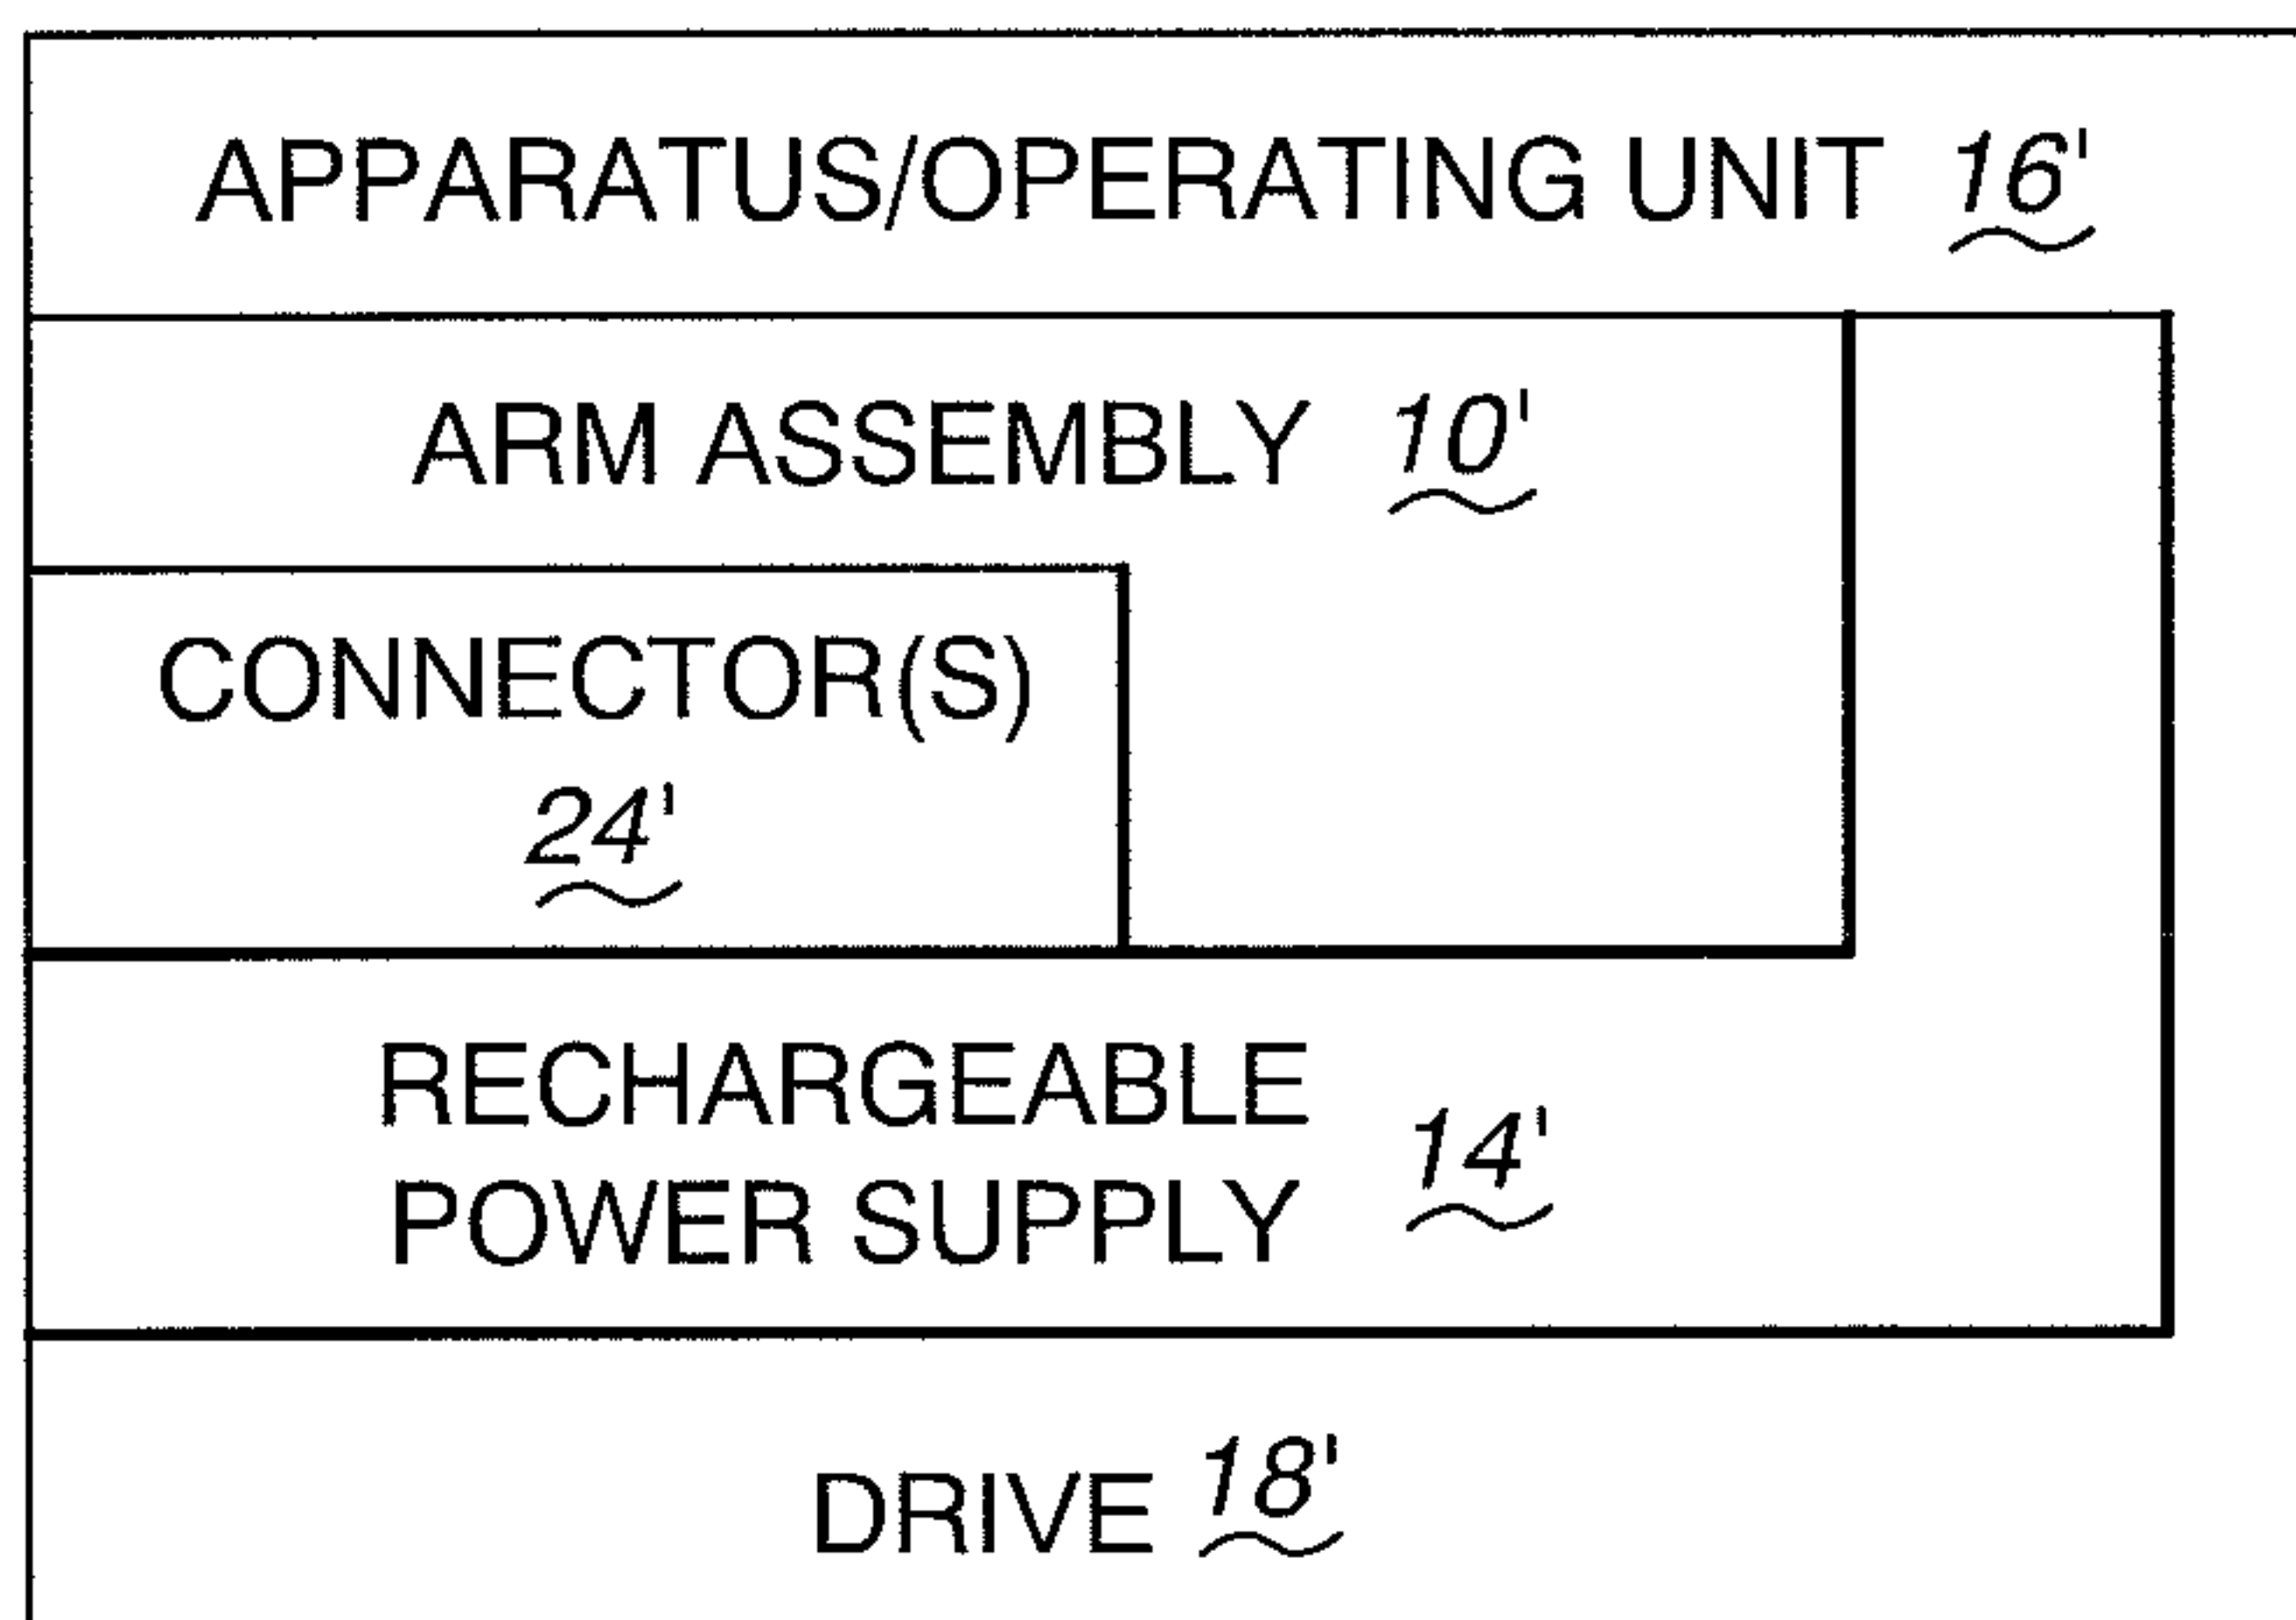 APPARATUS/OPERATING UNIT 16'
ARM ASSEMBLY 10'
CONNECTOR(S)
24'
RECHARGEABLE
POWER SUPPLY 14'
DRIVE 18'